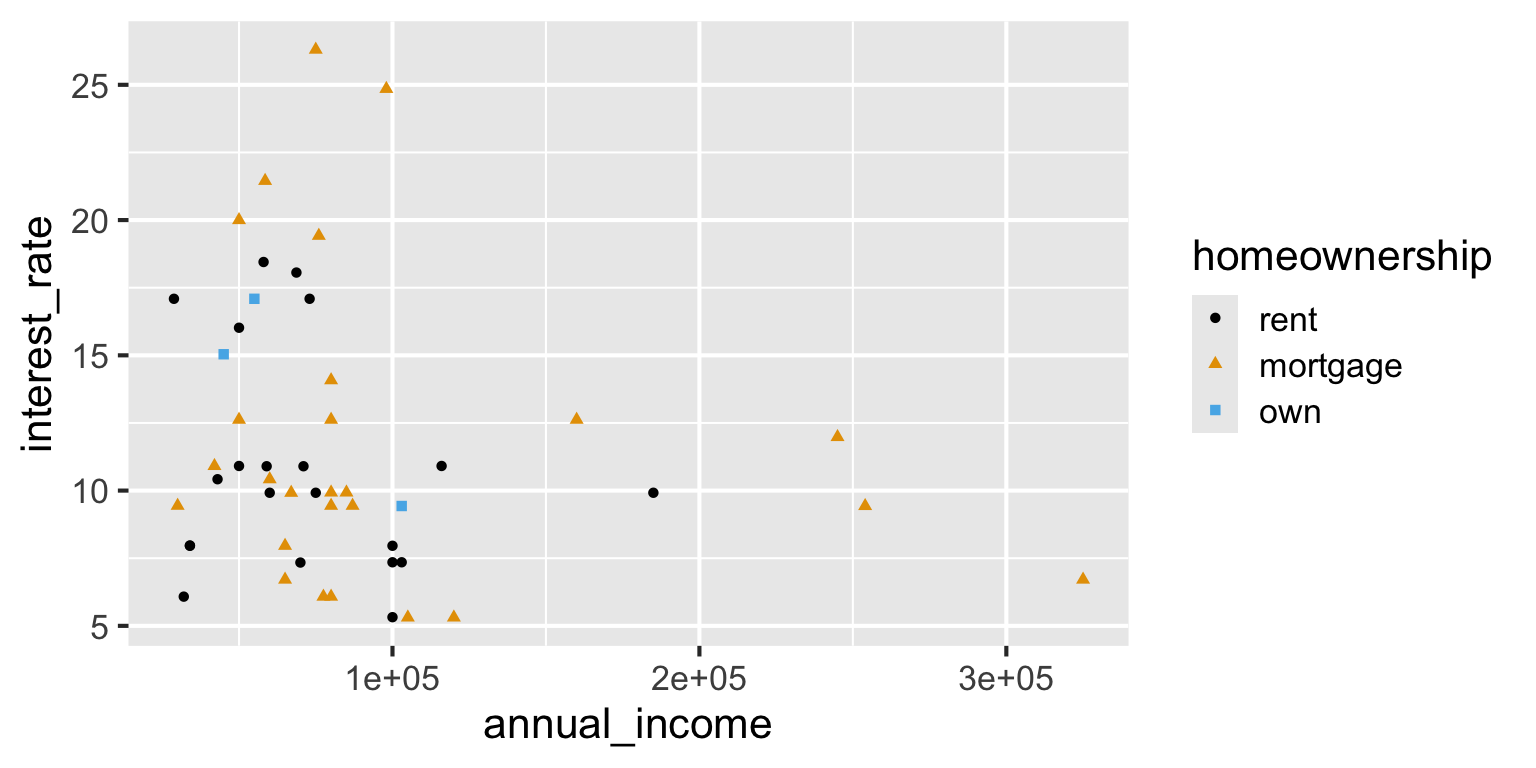 interest_rate
25
20
15
10
5
1e+05 2e+05 3e+05
annual_income
homeownership
rent
mortgage
own